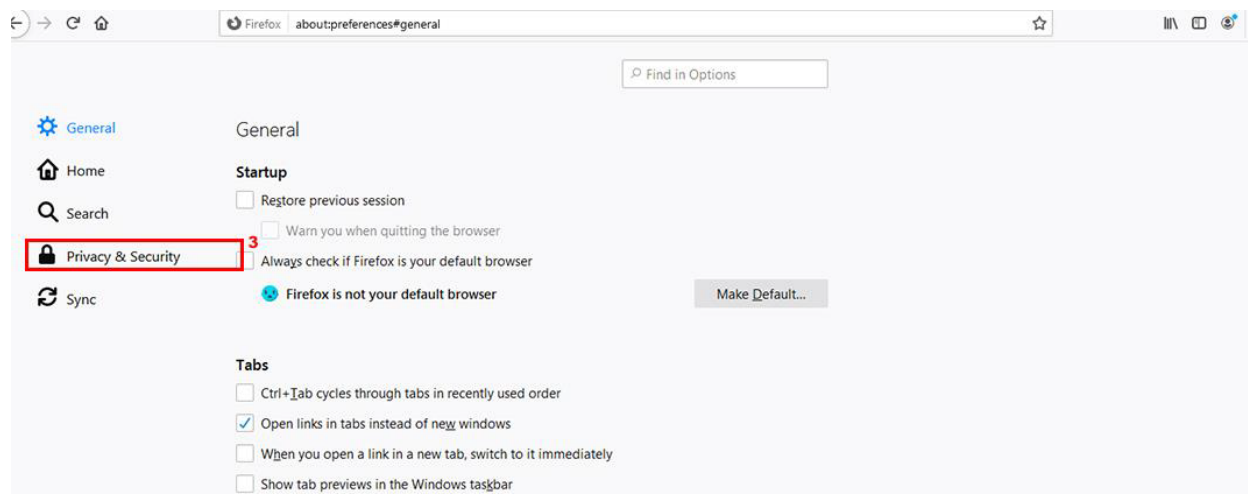 Firefox about:preferences#general
Find in Options
General
Home
Search
Privacy & Security
3
Sync
General
Startup
Restore previous session
Warn you when quitting the browser
Always check if Firefox is your default browser
Firefox is not your default browser
Make Default...
Tabs
Ctrl+Tab cycles through tabs in recently used order
Open links in tabs instead of new windows
When you open a link in a new tab, switch to it immediately
Show tab previews in the Windows taskbar